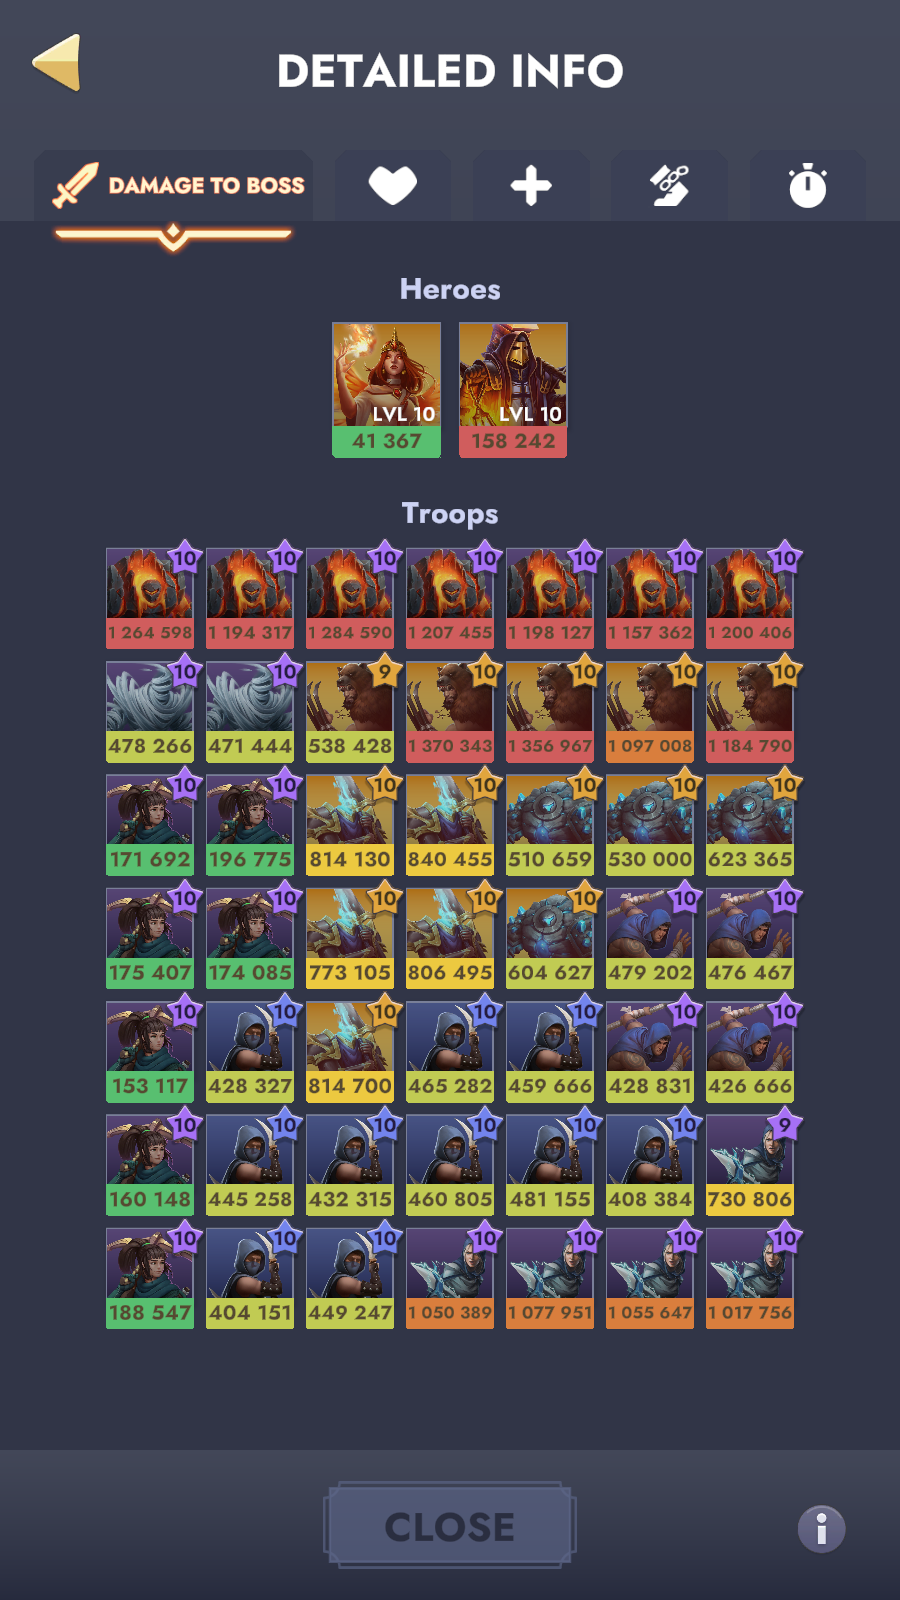 DETAILED INFO
DAMAGE TO BOSS
Heroes
LVL 10 LVL 10
41 367 158 242
Troops
10 10 10 10 10 10 10
1 264 598 1 194 317 1 284 590 1 207 455 1 198 127 1 157 362 1 200 406
10 10 9 10 10 10 10
478 266 471 444 538 428 1 370 343 1 356 967 1 097 008 1 184 790
10 10 10 10 10 10 10
171 692 196 775 814 130 840 455 510 659 530 000 623 365
10 10 10 10 10 10 10
175 407 174 085 773 105 806 495 604 627 479 202 476 467
10 10 10 10 10 10 10
153 117 428 327 814 700 465 282 459 666 428 831 426 666
10 10 10 10 10 10 9
160 148 445 258 432 315 460 805 481 155 408 384 730 806
10 10 10 10 10 10 10
188 547 404 151 449 247 1 050 389 1 077 951 1 055 647 1 017 756
CLOSE
i